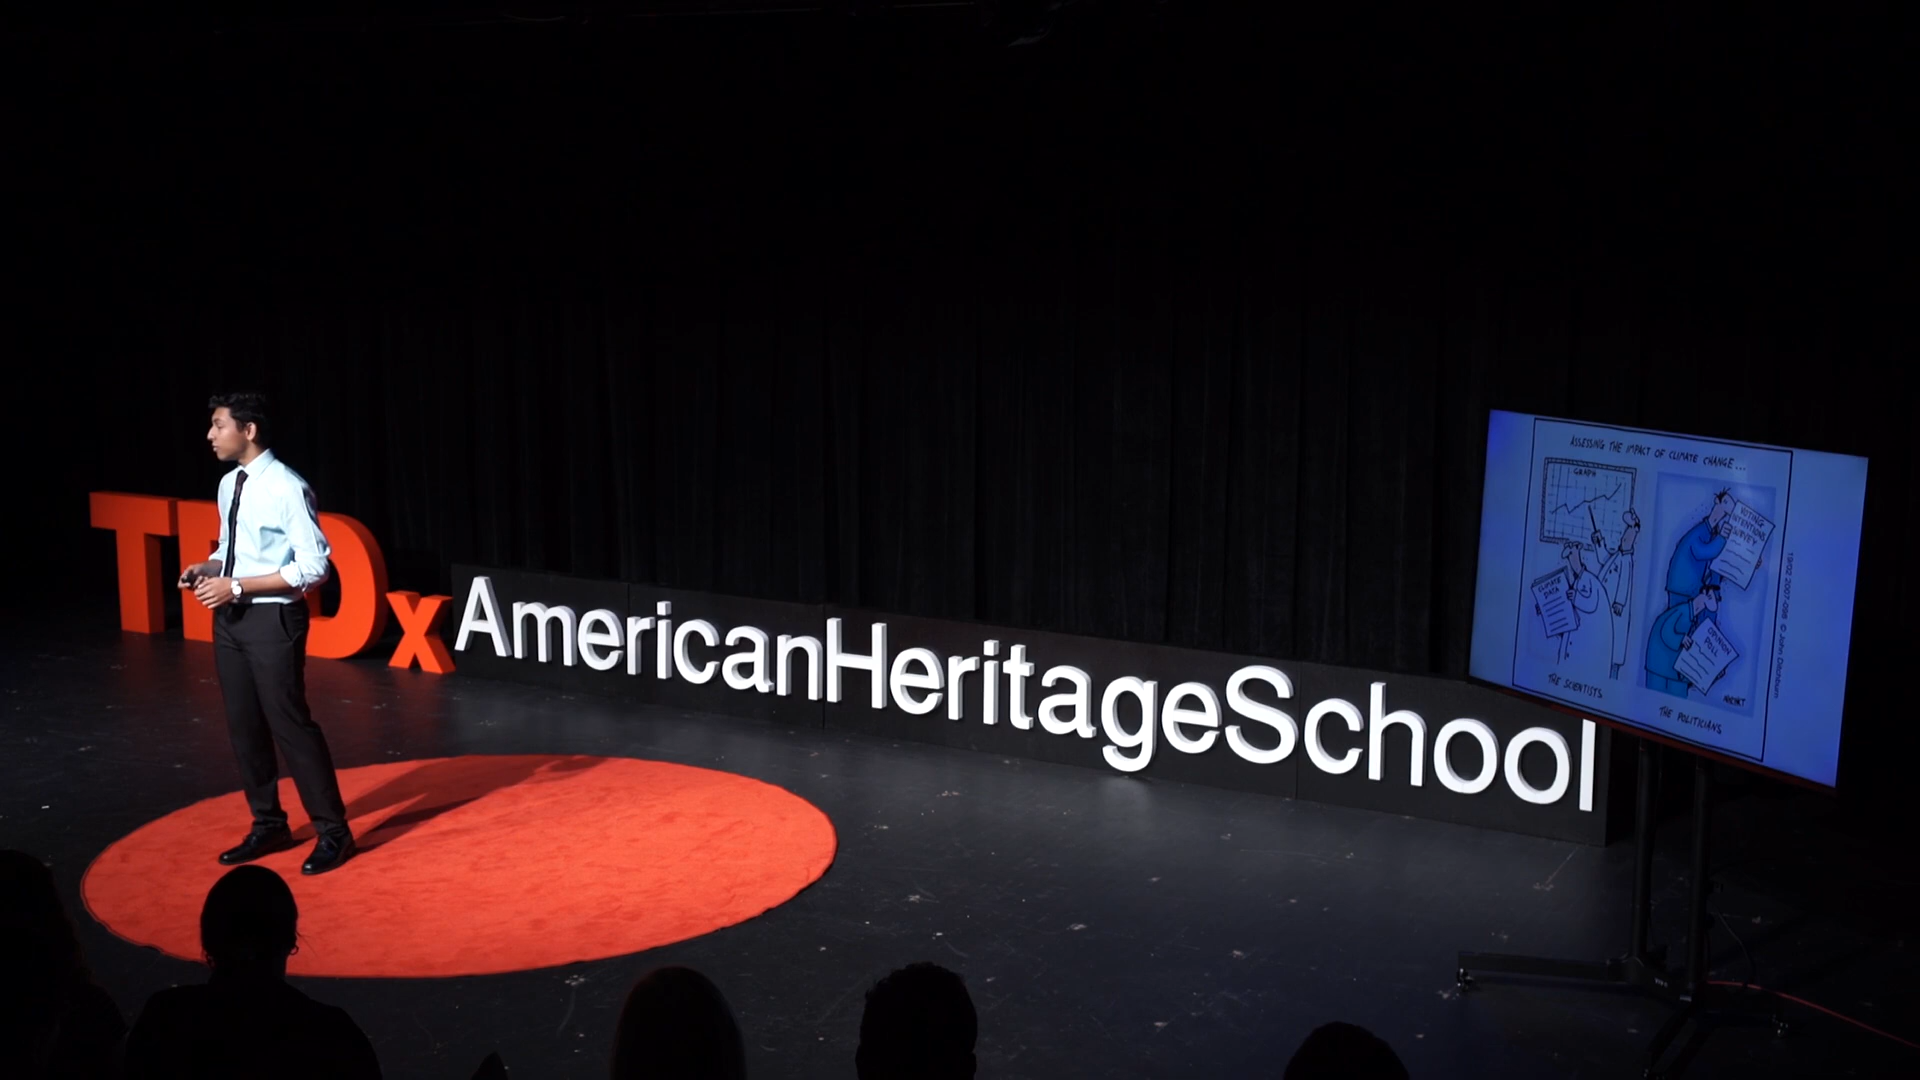 TEDx
AmericanHeritageSchool
ASSESSING THE IMPACT OF CLIMATE CHANGE...
GRAPH
CLIMATE
DATA
THE SCIENTISTS
VOTING
INTENTIONS
SURVEY
OPINION
POLL
THE POLITICIANS